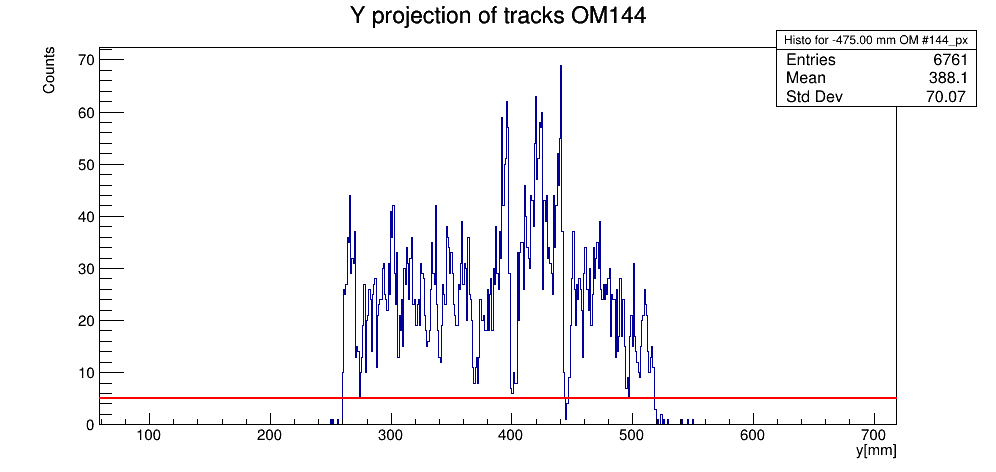 Y projection of tracks OM144
Histo for -475.00 mm OM #144_px
Entries 6761
Mean 388.1
Std Dev 70.07
Counts
70
60
50
40
30
20
10
0
100 200 300 400 500 600 700
y[mm]